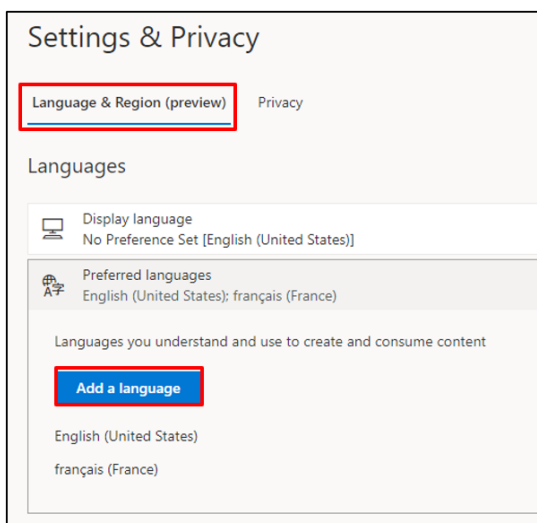 Settings & Privacy
Language & Region (preview) Privacy
Languages
Display language
No Preference Set [English (United States)]
Preferred languages
English (United States); français (France)
Languages you understand and use to create and consume content
Add a language
English (United States)
français (France)